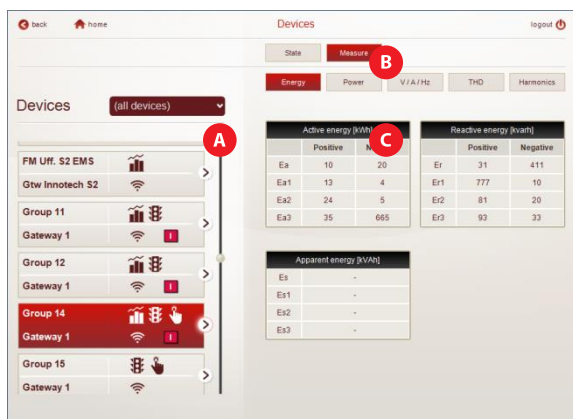 back home Devices logout
State Measure B
Energy Power V / A / Hz THD Harmonics
Devices (all devices)
A
FM Uff. S2 EMS
Gtw Innotech S2
Group 11
Gateway 1 I
Group 12
Gateway 1 I
Group 14
Gateway 1 I
Group 15
Gateway 1
Active energy [kWh]
C
Positive
Ea 10 20
Ea1 13 4
Ea2 24 5
Ea3 35 665
Reactive energy [kvarh]
Positive Negative
Er 31 411
Er1 777 10
Er2 81 20
Er3 93 33
Apparent energy [kVAh]
Es -
Es1
Es2 -
Es3 -